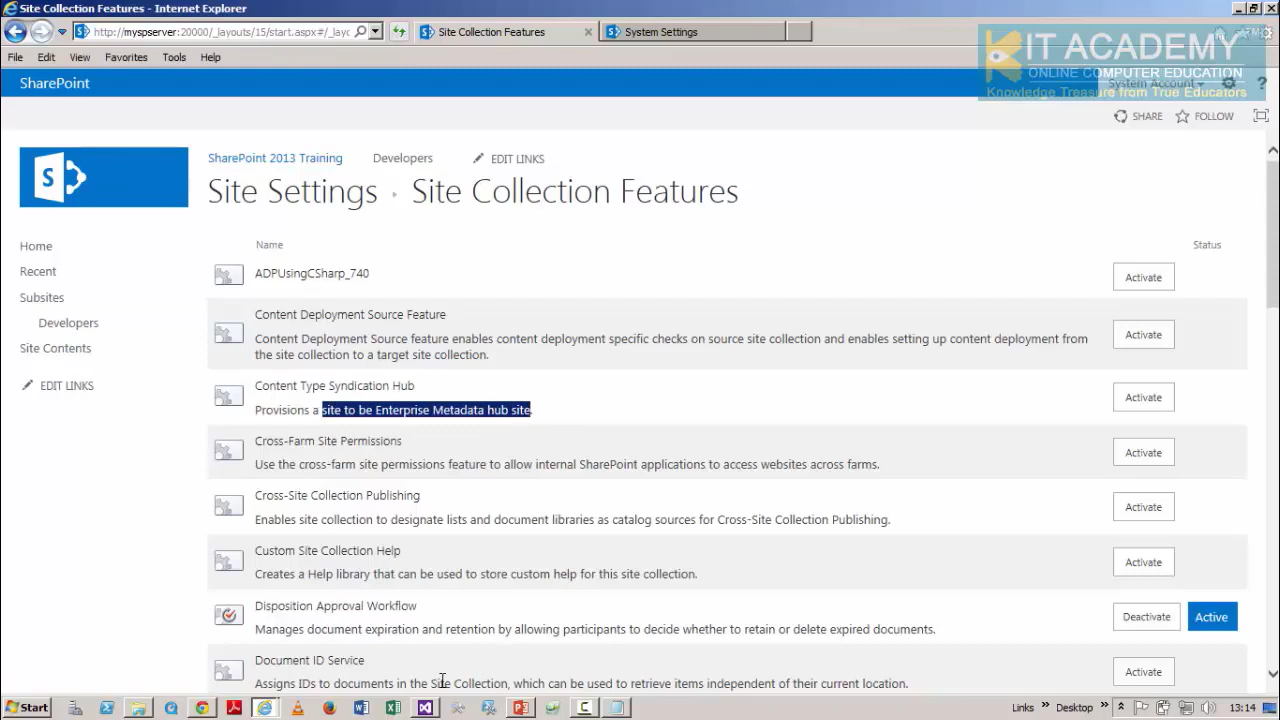 Site Collection Features - Internet Explorer
http://myspserver:20000/_layouts/15/start.aspx#/_layc
Site Collection Features
System Settings
File Edit View Favorites Tools Help
KIT ACADEMY
ONLINE COMPUTER EDUCATION
Knowledge Treasure from True Educators
SharePoint
System Account
?
SHARE FOLLOW
S
SharePoint 2013 Training Developers EDIT LINKS
Site Settings Site Collection Features
Home
Recent
Subsites
Developers
Site Contents
EDIT LINKS
Name Status
ADPUsingCSharp_740
Activate
Content Deployment Source Feature
Content Deployment Source feature enables content deployment specific checks on source site collection and enables setting up content deployment from
the site collection to a target site collection.
Activate
Content Type Syndication Hub
Provisions a site to be Enterprise Metadata hub site.
Activate
Cross-Farm Site Permissions
Use the cross-farm site permissions feature to allow internal SharePoint applications to access websites across farms.
Activate
Cross-Site Collection Publishing
Enables site collection to designate lists and document libraries as catalog sources for Cross-Site Collection Publishing.
Activate
Custom Site Collection Help
Creates a Help library that can be used to store custom help for this site collection.
Activate
Disposition Approval Workflow
Manages document expiration and retention by allowing participants to decide whether to retain or delete expired documents.
Deactivate Active
Document ID Service
Assigns IDs to documents in the Site Collection, which can be used to retrieve items independent of their current location.
Activate
Start
Links » Desktop » 13:14